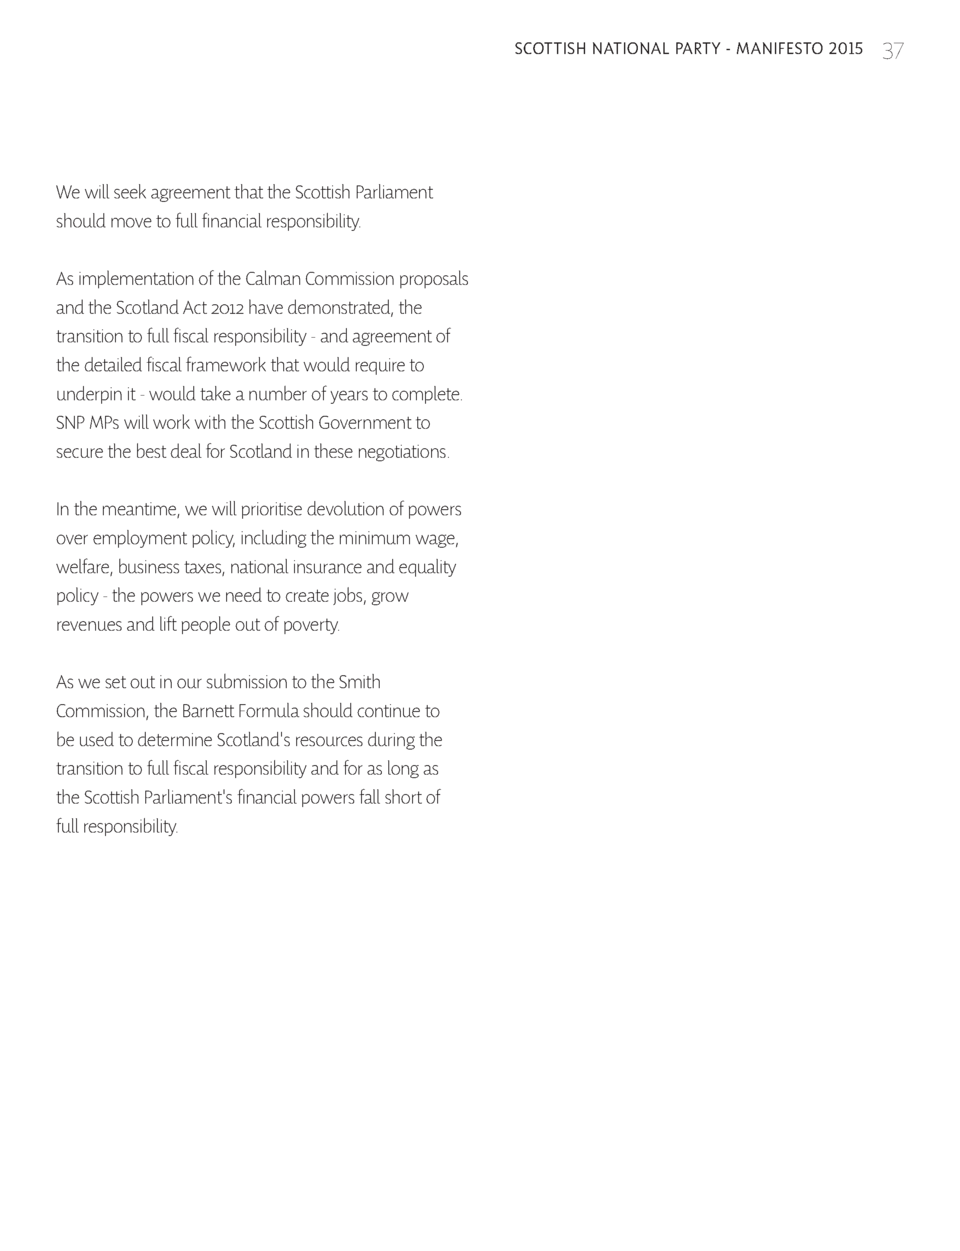 SCOTTISH NATIONAL PARTY - MANIFESTO 2015 37
We will seek agreement that the Scottish Parliament
should move to full financial responsibility.
As implementation of the Calman Commission proposals
and the Scotland Act 2012 have demonstrated, the
transition to full fiscal responsibility - and agreement of
the detailed fiscal framework that would require to
underpin it - would take a number of years to complete.
SNP MPs will work with the Scottish Government to
secure the best deal for Scotland in these negotiations.
In the meantime, we will prioritise devolution of powers
over employment policy, including the minimum wage,
welfare, business taxes, national insurance and equality
policy - the powers we need to create jobs, grow
revenues and lift people out of poverty.
As we set out in our submission to the Smith
Commission, the Barnett Formula should continue to
be used to determine Scotland's resources during the
transition to full fiscal responsibility and for as long as
the Scottish Parliament's financial powers fall short of
full responsibility.